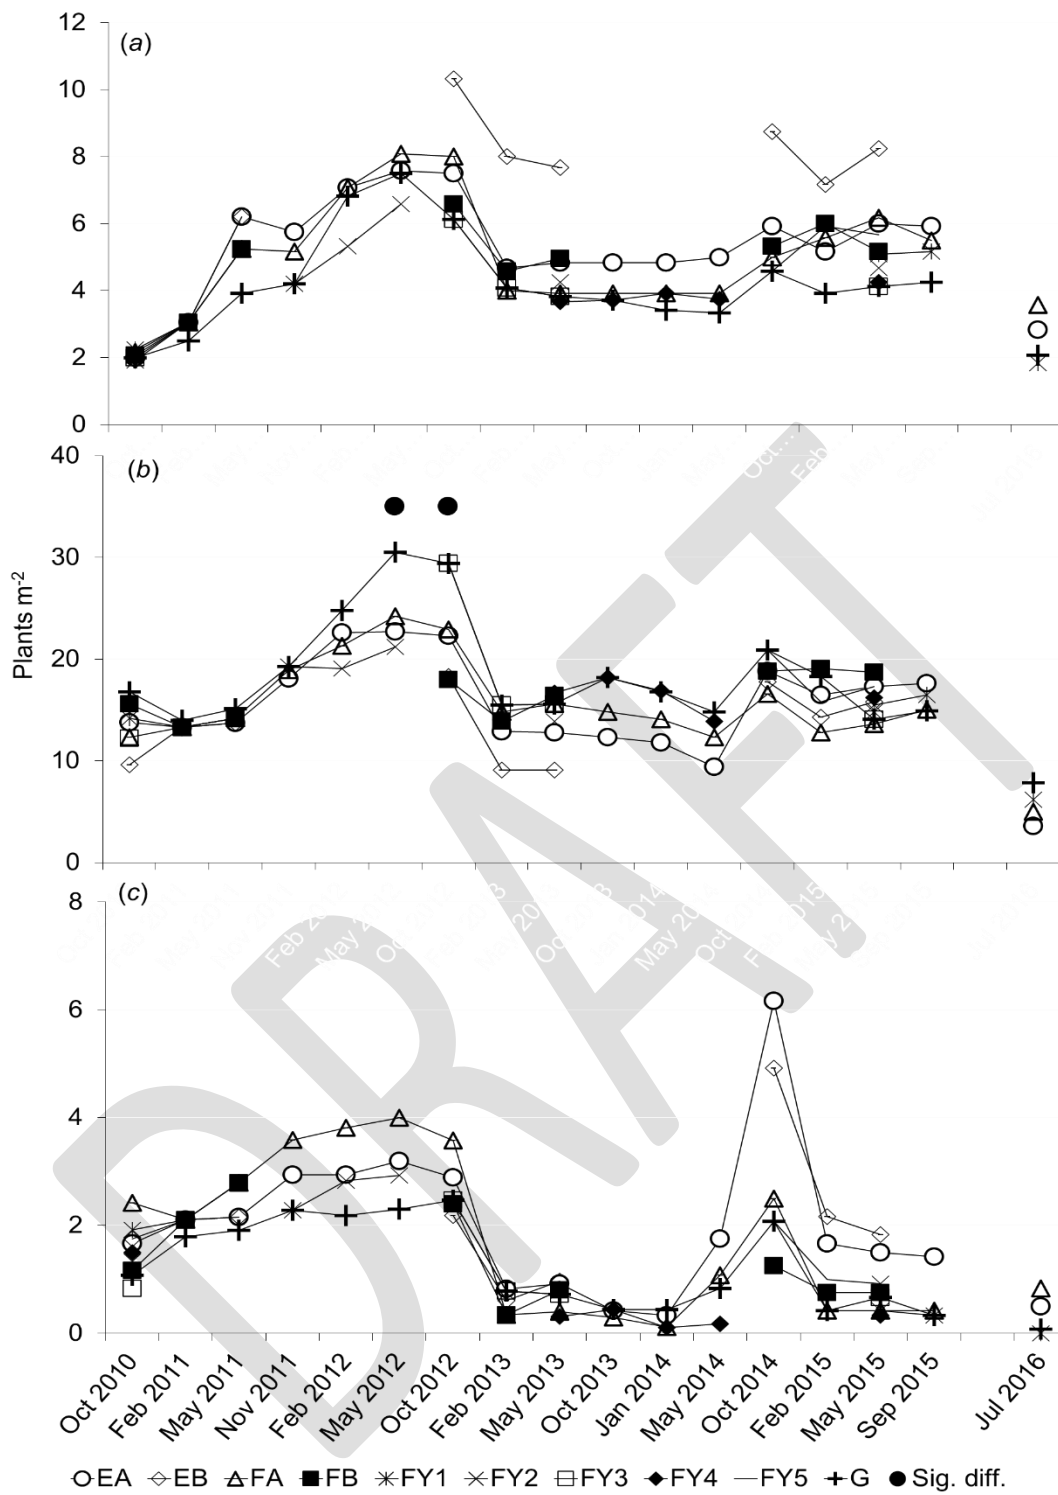 12
(a)
10
8
6
4
2
0
40
(b)
30
20
10
0
Plants m⁻²
8
(c)
6
4
2
0
Oct 2010
Feb 2011
May 2011
Nov 2011
Feb 2012
May 2012
Oct 2012
Feb 2013
May 2013
Oct 2013
Jan 2014
May 2014
Oct 2014
Feb 2015
May 2015
Sep 2015
Jul 2016
EA EB FA FB FY1 FY2 FY3 FY4 FY5 G Sig. diff.
DRAFT